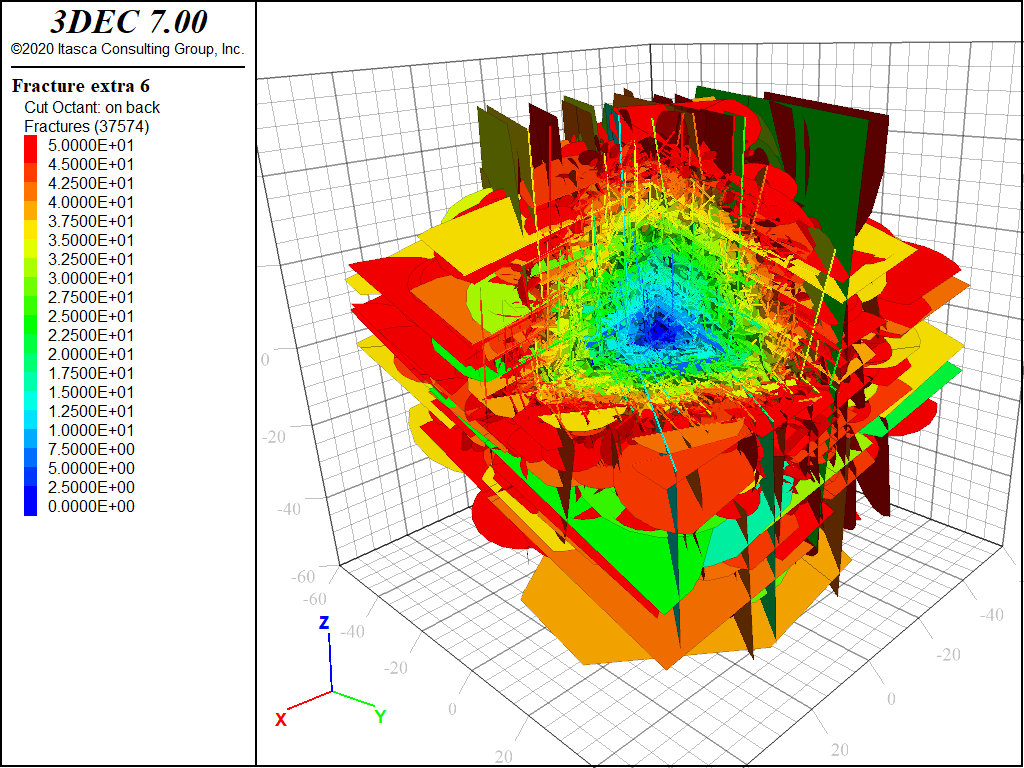 3DEC 7.00
©2020 Itasca Consulting Group, Inc.
Fracture extra 6
Cut Octant: on back
Fractures (37574)
5.0000E+01
4.5000E+01
4.2500E+01
4.0000E+01
3.7500E+01
3.5000E+01
3.2500E+01
3.0000E+01
2.7500E+01
2.5000E+01
2.2500E+01
2.0000E+01
1.7500E+01
1.5000E+01
1.2500E+01
1.0000E+01
7.5000E+00
5.0000E+00
2.5000E+00
0.0000E+00
0
-20
-40
-60
-60
-40
-20
0
20
-40
-20
0
20
Z
X
Y